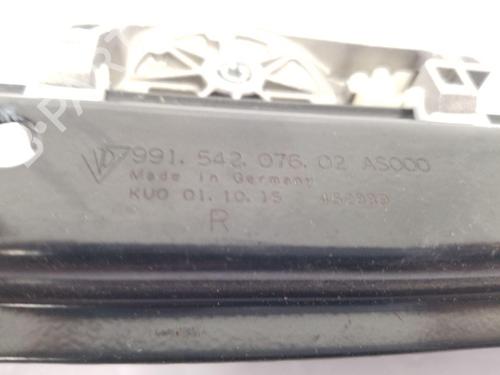 991.542.076.02 AS000
Made in Germany
KUO 01.10.15
R